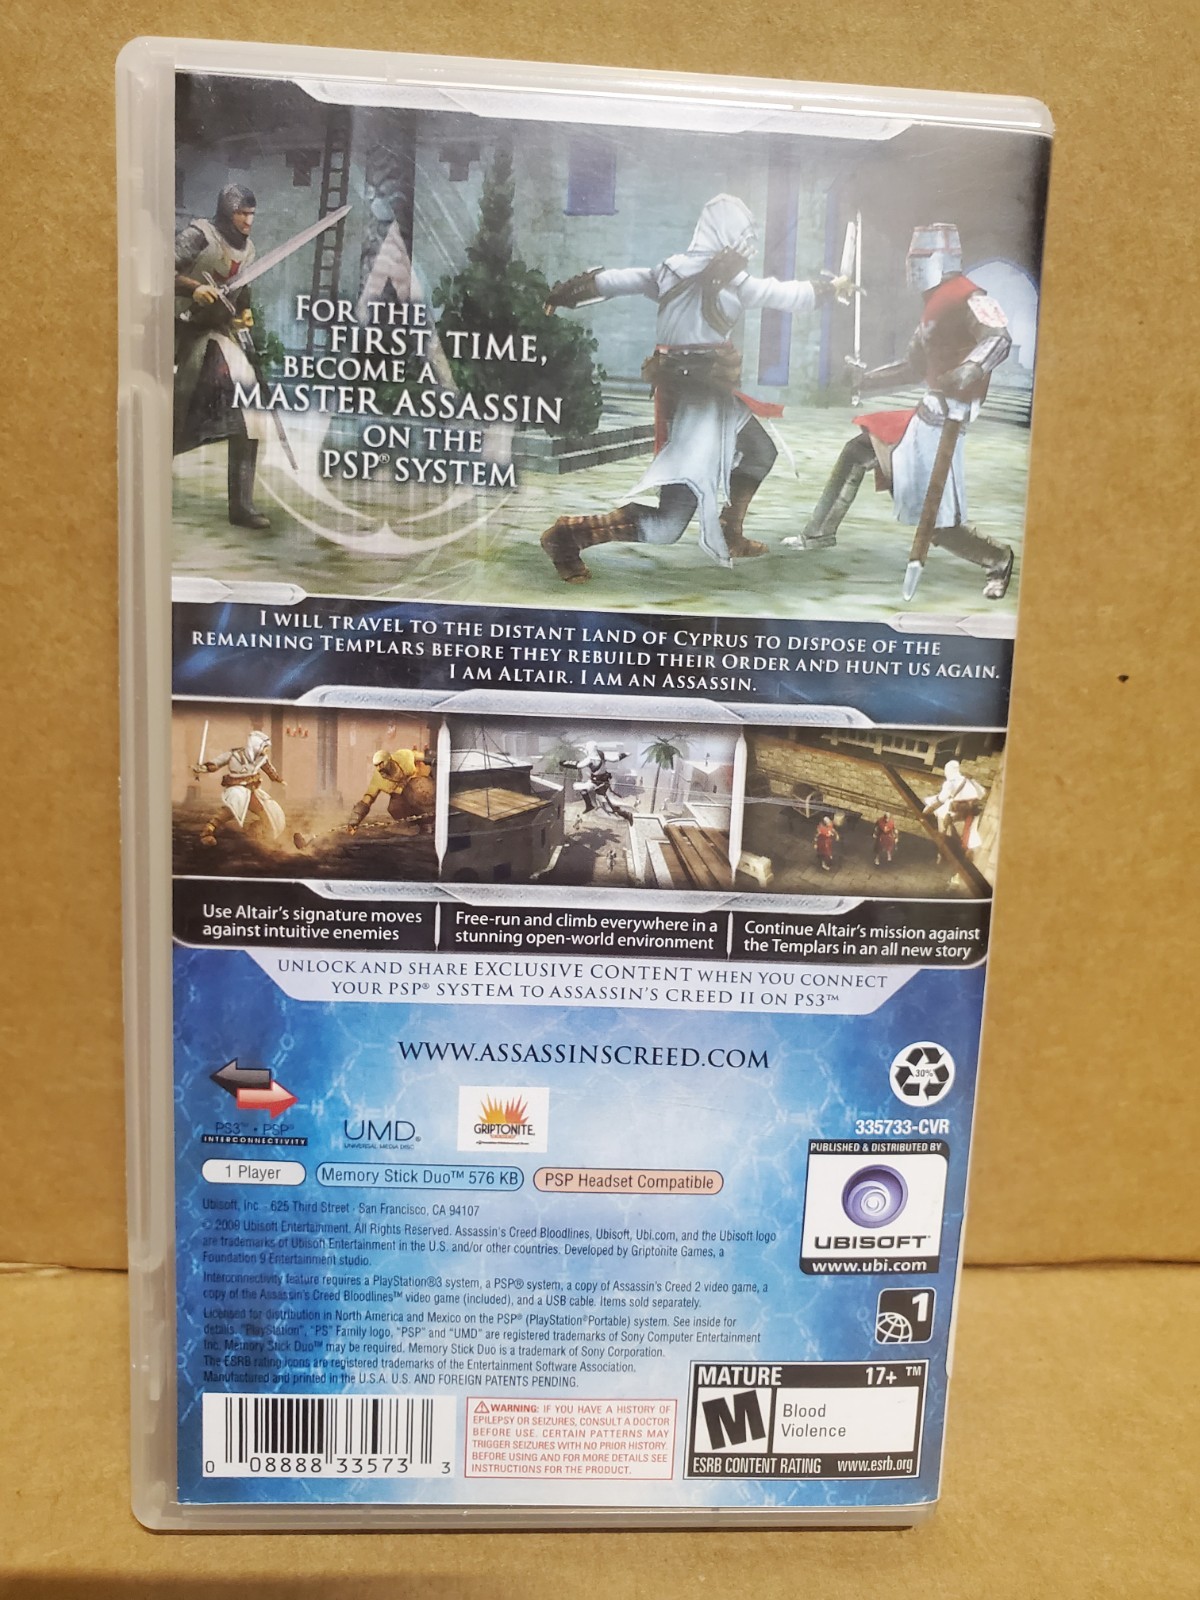 FOR THE
FIRST TIME,
BECOME A
MASTER ASSASSIN
ON THE
PSP® SYSTEM
I WILL TRAVEL TO THE DISTANT LAND OF CYPRUS TO DISPOSE OF THE
REMAINING TEMPLARS BEFORE THEY REBUILD THEIR ORDER AND HUNT US AGAIN.
I AM ALTAIR. I AM AN ASSASSIN.
Use Altair's signature moves
against intuitive enemies
Free-run and climb everywhere in a
stunning open-world environment
Continue Altair's mission against
the Templars in an all new story
UNLOCK AND SHARE EXCLUSIVE CONTENT WHEN YOU CONNECT
YOUR PSP® SYSTEM TO ASSASSIN'S CREED II ON PS3™
WWW.ASSASSINSCREED.COM
30%
335733-CVR
PS3™ • PSP®
INTERCONNECTIVITY
UMD®
UNIVERSAL MEDIA DISC
GRIPTONITE
1 Player
Memory Stick Duo™ 576 KB
PSP Headset Compatible
PUBLISHED & DISTRIBUTED BY
UBISOFT
www.ubi.com
Ubisoft, Inc · 625 Third Street · San Francisco, CA 94107
© 2009 Ubisoft Entertainment. All Rights Reserved. Assassin's Creed Bloodlines, Ubisoft, Ubi.com, and the Ubisoft logo
are trademarks of Ubisoft Entertainment in the U.S. and/or other countries. Developed by Griptonite Games, a
Foundation 9 Entertainment studio.
Interconnectivity feature requires a PlayStation®3 system, a PSP® system, a copy of Assassin's Creed 2 video game, a
copy of the Assassin's Creed Bloodlines™ video game (included), and a USB cable. Items sold separately.
Licensed for distribution in North America and Mexico on the PSP® (PlayStation®Portable) system. See inside for
details. "PlayStation", "PS" Family logo, "PSP" and "UMD" are registered trademarks of Sony Computer Entertainment
Inc. Memory Stick Duo™ may be required. Memory Stick Duo is a trademark of Sony Corporation.
The ESRB rating icons are registered trademarks of the Entertainment Software Association.
Manufactured and printed in the U.S.A. U.S. AND FOREIGN PATENTS PENDING.
1
0 08888 33573 3
WARNING: IF YOU HAVE A HISTORY OF
EPILEPSY OR SEIZURES, CONSULT A DOCTOR
BEFORE USE. CERTAIN PATTERNS MAY
TRIGGER SEIZURES WITH NO PRIOR HISTORY.
BEFORE USING AND FOR MORE DETAILS SEE
INSTRUCTIONS FOR THE PRODUCT.
MATURE 17+ ™
M
Blood
Violence
ESRB CONTENT RATING www.esrb.org